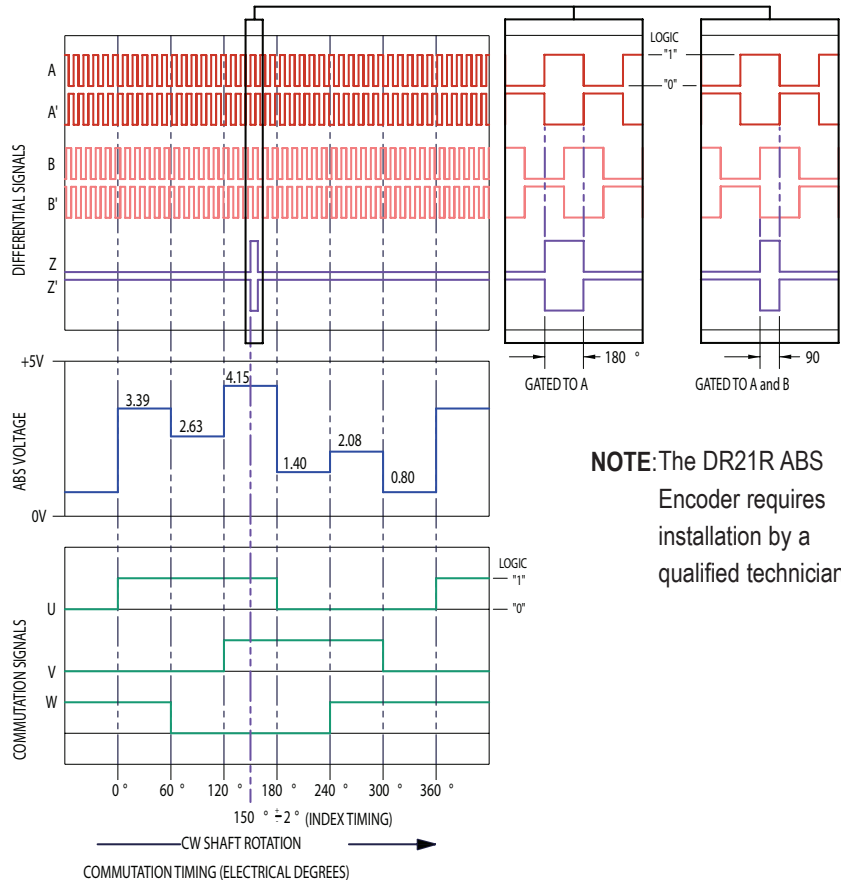 LOGIC
"1"
"0"
A
A'
B
B'
Z
Z'
DIFFERENTIAL SIGNALS
180 °
GATED TO A
90
GATED TO A and B
+5V
0V
ABS VOLTAGE
3.39
2.63
4.15
1.40
2.08
0.80
NOTE:The DR21R ABS
Encoder requires
installation by a
qualified technician
LOGIC
"1"
"0"
U
V
W
COMMUTATION SIGNALS
0 ° 60 ° 120 ° 180 ° 240 ° 300 ° 360 °
150 ° ± 2 ° (INDEX TIMING)
CW SHAFT ROTATION
COMMUTATION TIMING (ELECTRICAL DEGREES)